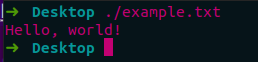 ➜ Desktop ./example.txt
Hello, world!
➜ Desktop